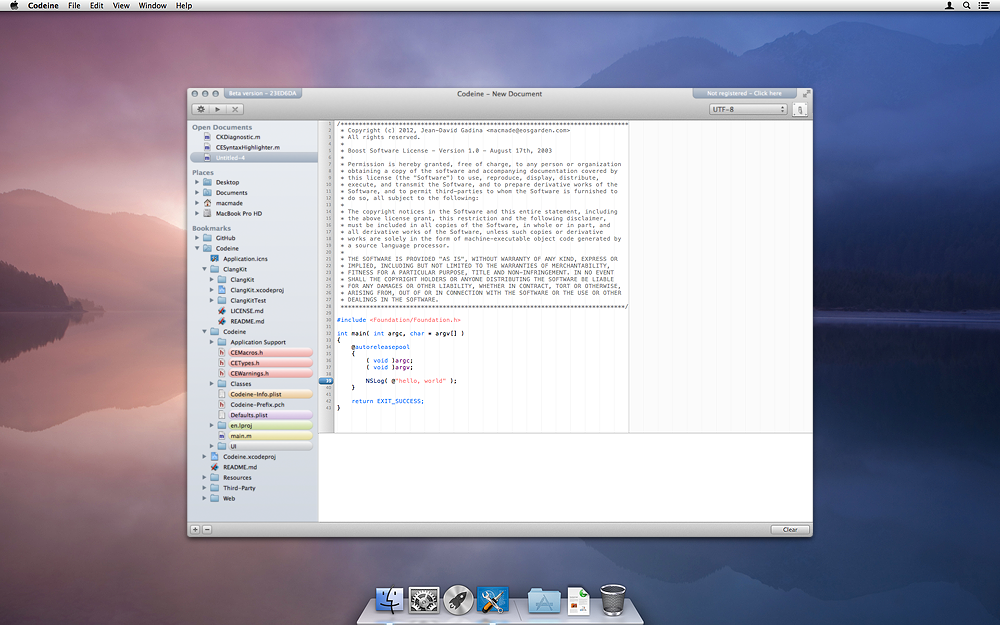 Codeine File Edit View Window Help
Beta version - 23ED6DA
Codeine – New Document
Not registered - Click here
UTF-8
Open Documents
CKDiagnostic.m
CESyntaxHighlighter.m
Untitled-4
Places
Desktop
Documents
macmade
MacBook Pro HD
Bookmarks
GitHub
Codeine
Application.icns
ClangKit
ClangKit
ClangKit.xcodeproj
ClangKitTest
LICENSE.md
README.md
Codeine
Application Support
CEMacros.h
CETypes.h
CEWarnings.h
Classes
Codeine-Info.plist
Codeine-Prefix.pch
Defaults.plist
en.lproj
main.m
UI
Codeine.xcodeproj
README.md
Resources
Third-Party
Web
/*******************************************************************************
* Copyright (c) 2012, Jean-David Gadina <macmade@eosgarden.com>
* All rights reserved.
*
* Boost Software License - Version 1.0 - August 17th, 2003
*
* Permission is hereby granted, free of charge, to any person or organization
* obtaining a copy of the software and accompanying documentation covered by
* this license (the "Software") to use, reproduce, display, distribute,
* execute, and transmit the Software, and to prepare derivative works of the
* Software, and to permit third-parties to whom the Software is furnished to
* do so, all subject to the following:
*
* The copyright notices in the Software and this entire statement, including
* the above license grant, this restriction and the following disclaimer,
* must be included in all copies of the Software, in whole or in part, and
* all derivative works of the Software, unless such copies or derivative
* works are solely in the form of machine-executable object code generated by
* a source language processor.
*
* THE SOFTWARE IS PROVIDED "AS IS", WITHOUT WARRANTY OF ANY KIND, EXPRESS OR
* IMPLIED, INCLUDING BUT NOT LIMITED TO THE WARRANTIES OF MERCHANTABILITY,
* FITNESS FOR A PARTICULAR PURPOSE, TITLE AND NON-INFRINGEMENT. IN NO EVENT
* SHALL THE COPYRIGHT HOLDERS OR ANYONE DISTRIBUTING THE SOFTWARE BE LIABLE
* FOR ANY DAMAGES OR OTHER LIABILITY, WHETHER IN CONTRACT, TORT OR OTHERWISE,
* ARISING FROM, OUT OF OR IN CONNECTION WITH THE SOFTWARE OR THE USE OR OTHER
* DEALINGS IN THE SOFTWARE.
******************************************************************************/
#include <Foundation/Foundation.h>
int main( int argc, char * argv[] )
{
@autoreleasepool
{
( void )argc;
( void )argv;
NSLog( @"hello, world" );
}
return EXIT_SUCCESS;
}
Clear